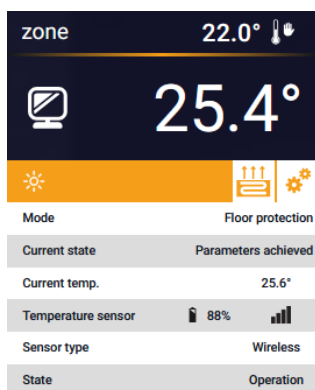 zone 22.0°
25.4°
Mode Floor protection
Current state Parameters achieved
Current temp. 25.6°
Temperature sensor 88%
Sensor type Wireless
State Operation